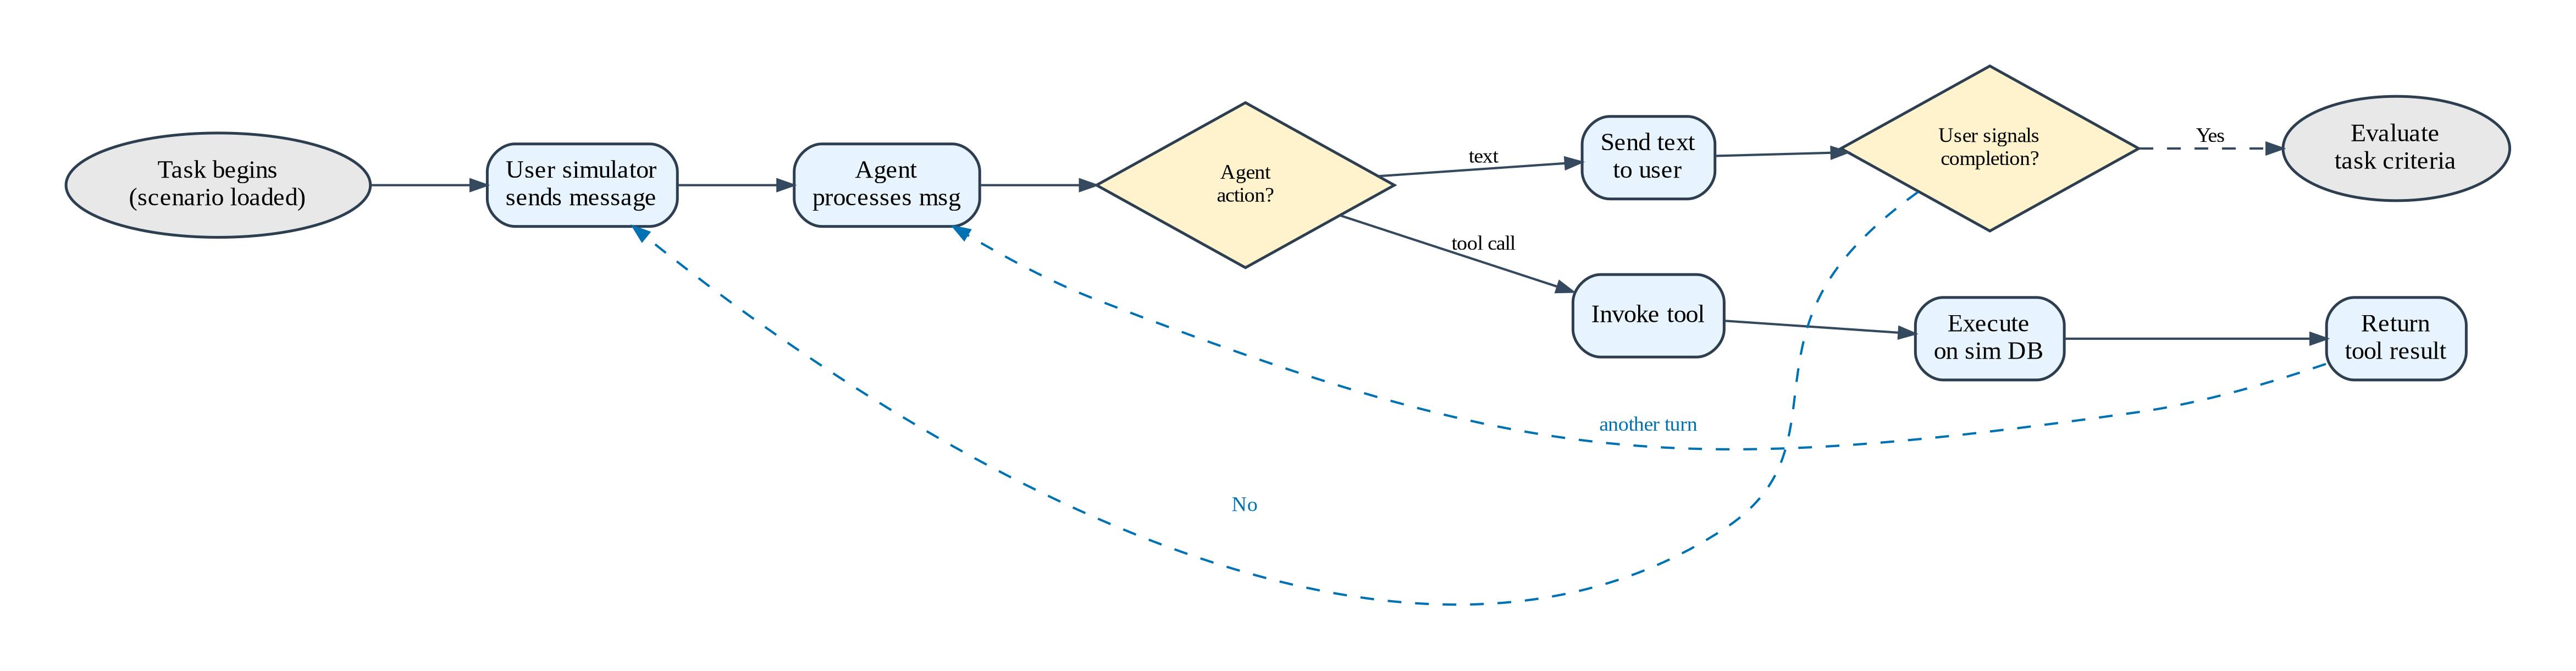 Task begins
(scenario loaded)
User simulator
sends message
Agent
processes msg
Agent
action?
text
tool call
Send text
to user
Invoke tool
User signals
completion?
Yes
Evaluate
task criteria
Execute
on sim DB
Return
tool result
another turn
No